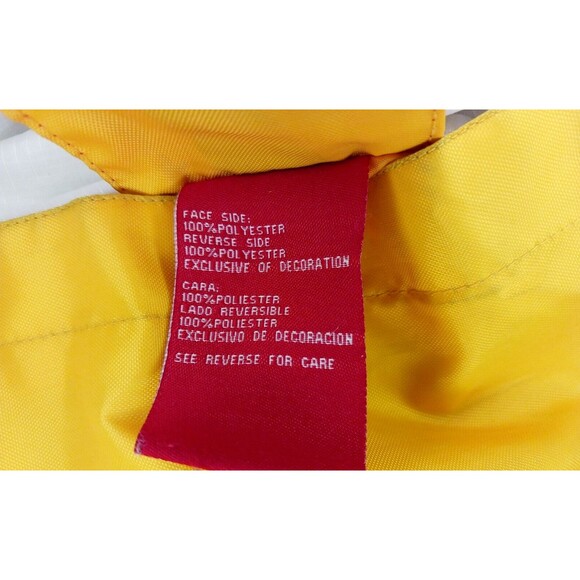 FACE SIDE:
100%POLYESTER
REVERSE SIDE
100%POLYESTER
EXCLUSIVE OF DECORATION
CARA:
100%POLIESTER
LADO REVERSIBLE
100%POLIESTER
EXCLUSIVO DE DECORACION
SEE REVERSE FOR CARE